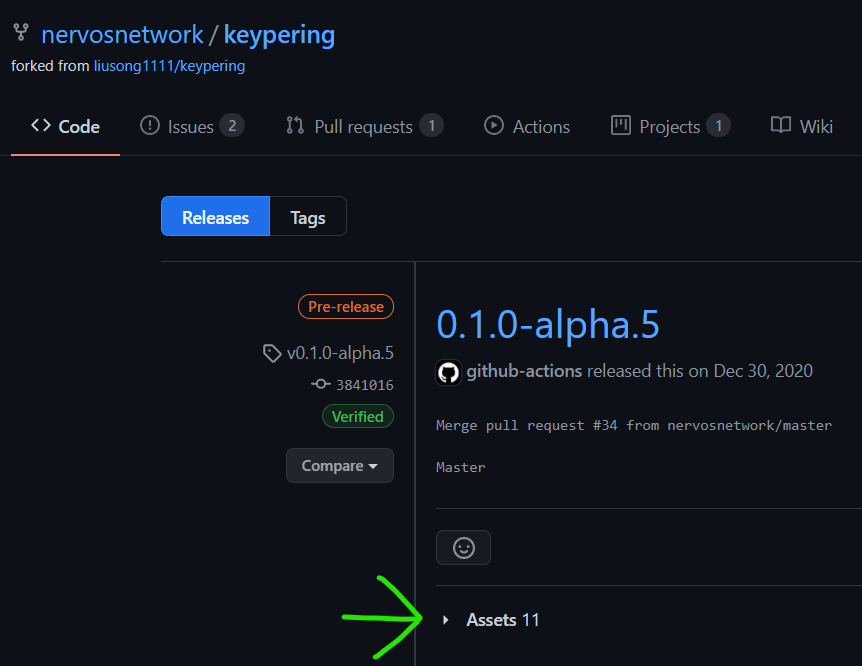 nervosnetwork / keypering
forked from liusong1111/keypering
Code Issues 2 Pull requests 1 Actions Projects 1 Wiki
Releases Tags
Pre-release
v0.1.0-alpha.5
3841016
Verified
Compare
0.1.0-alpha.5
github-actions released this on Dec 30, 2020
Merge pull request #34 from nervosnetwork/master
Master
Assets 11